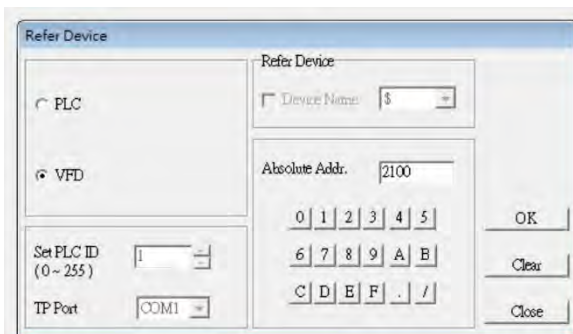 Refer Device
PLC
VFD
Set PLC ID
( 0 ~ 255 )
1
TP Port
COM1
Refer Device
Device Name
$
Absolute Addr.
2100
0 1 2 3 4 5
6 7 8 9 A B
C D E F . /
OK
Clear
Close